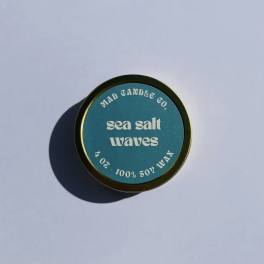 MAD CANDLE CO.
sea salt
waves
4 OZ · 100% SOY WAX